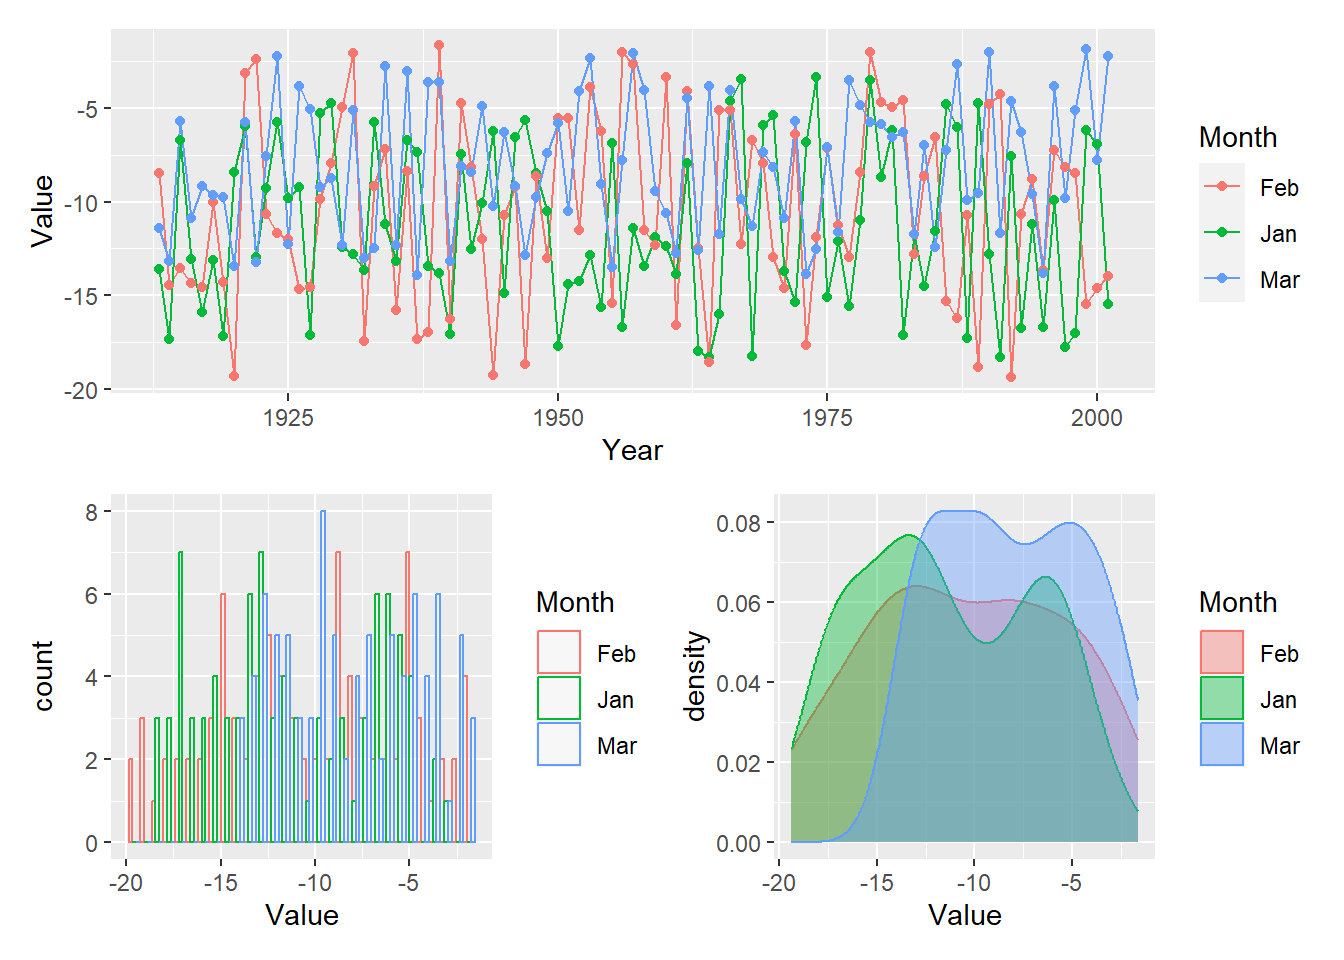 Value
-5
-10
-15
-20
1925 1950 1975 2000
Year
Month
Feb
Jan
Mar
count
8
6
4
2
0
-20 -15 -10 -5
Value
Month
Feb
Jan
Mar
density
0.08
0.06
0.04
0.02
0.00
-20 -15 -10 -5
Value
Month
Feb
Jan
Mar